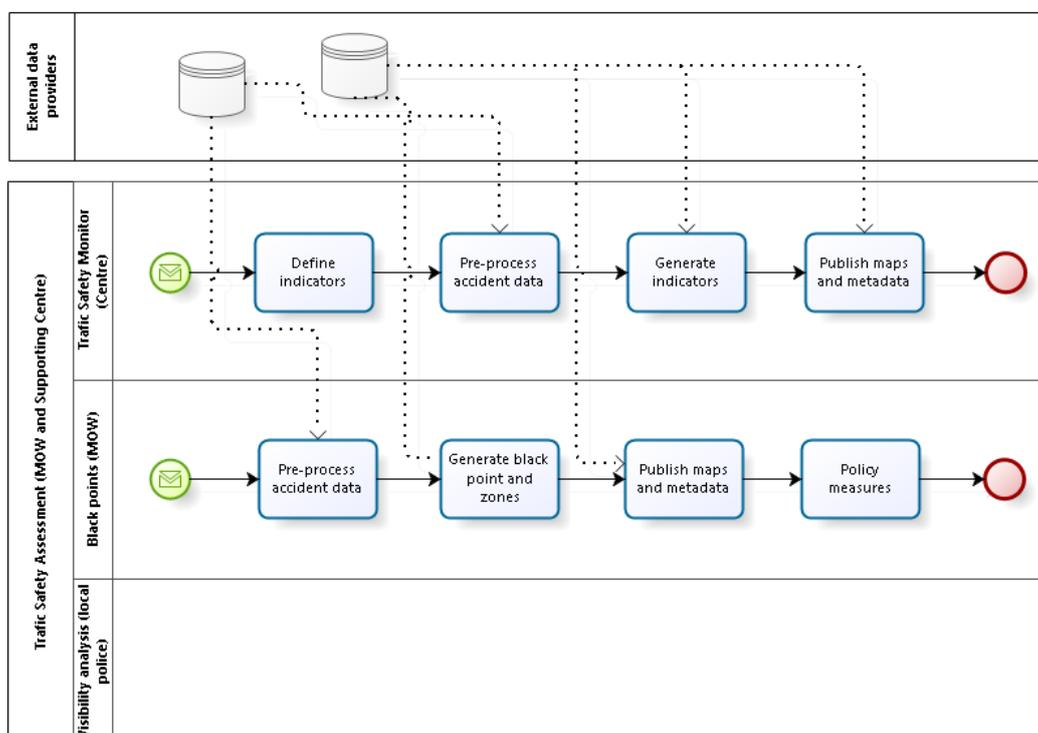 External data
providers
Trafic Safety Assessment (MOW and Supporting Centre)
Trafic Safety Monitor
(Centre)
Define
indicators
Pre-process
accident data
Generate
indicators
Publish maps
and metadata
Black points (MOW)
Pre-process
accident data
Generate black
point and
zones
Publish maps
and metadata
Policy
measures
Visibility analysis (local
police)